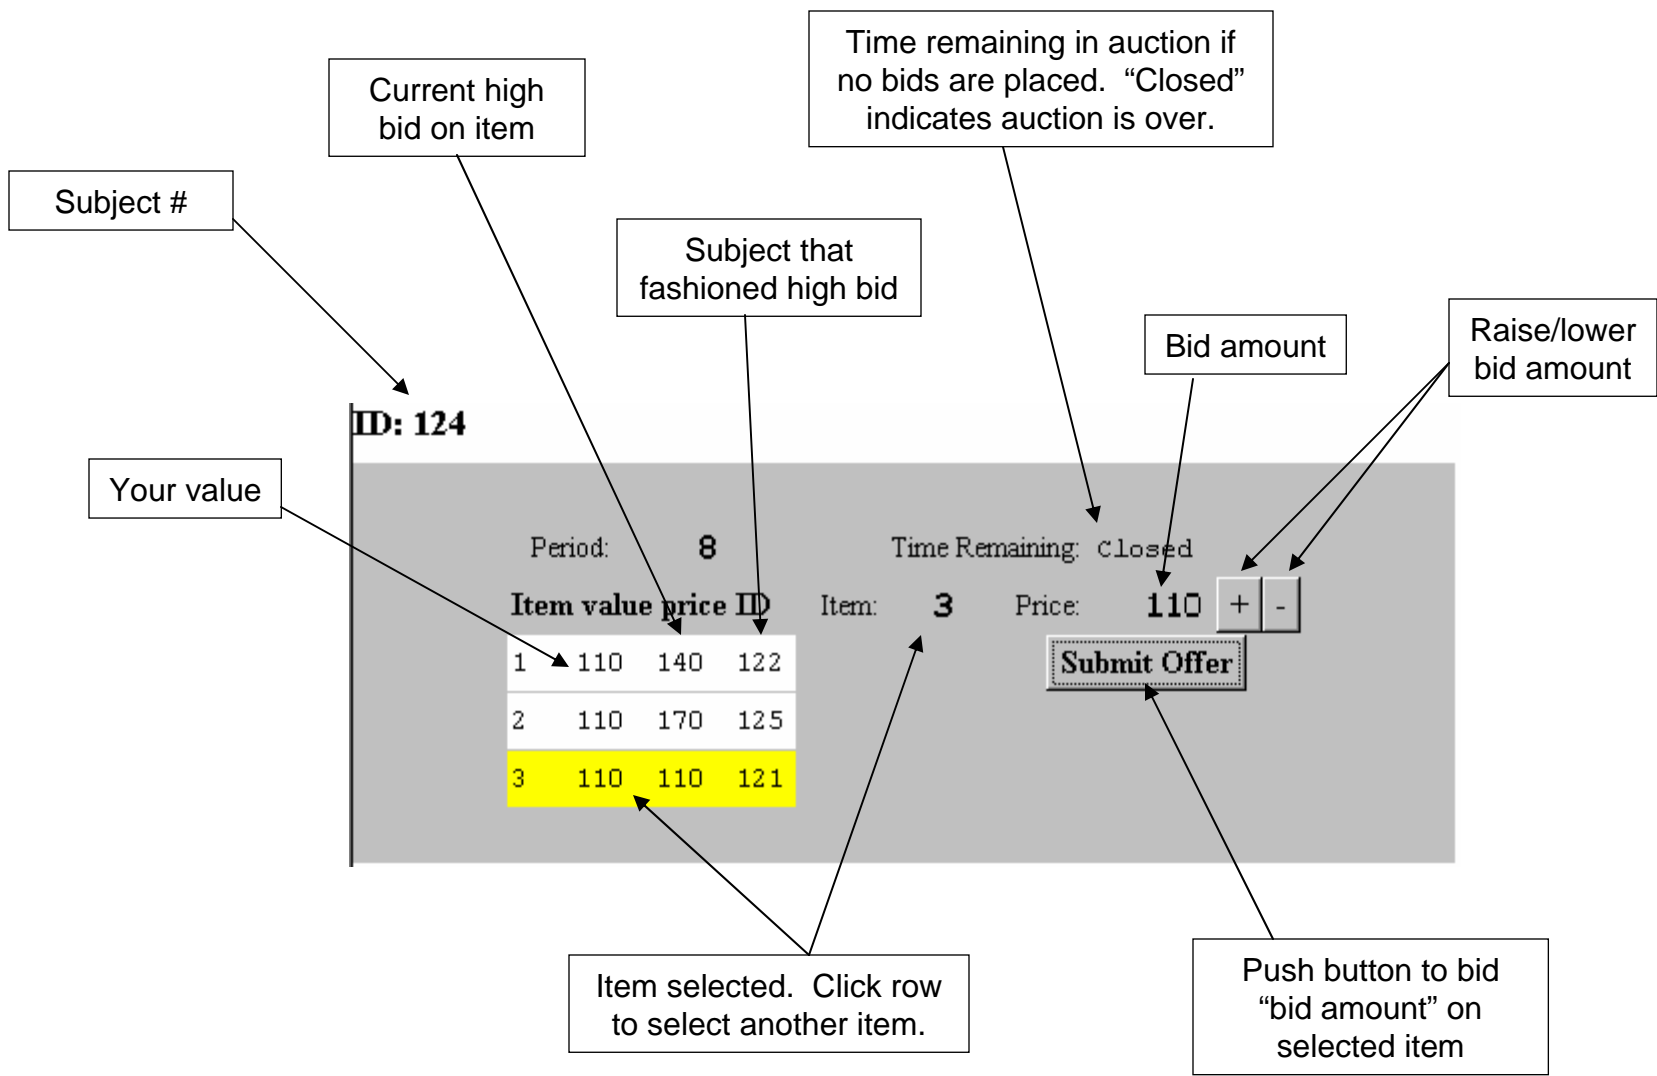 Time remaining in auction if
no bids are placed.  “Closed”
indicates auction is over.
Current high
bid on item
Subject #
Subject that
fashioned high bid
Bid amount
Raise/lower
bid amount
ID: 124
Your value
Period: 8 Time Remaining: Closed
Item value price ID Item: 3 Price: 110 + -
1 110 140 122 Submit Offer
2 110 170 125
3 110 110 121
Item selected.  Click row
to select another item.
Push button to bid
“bid amount” on
selected item